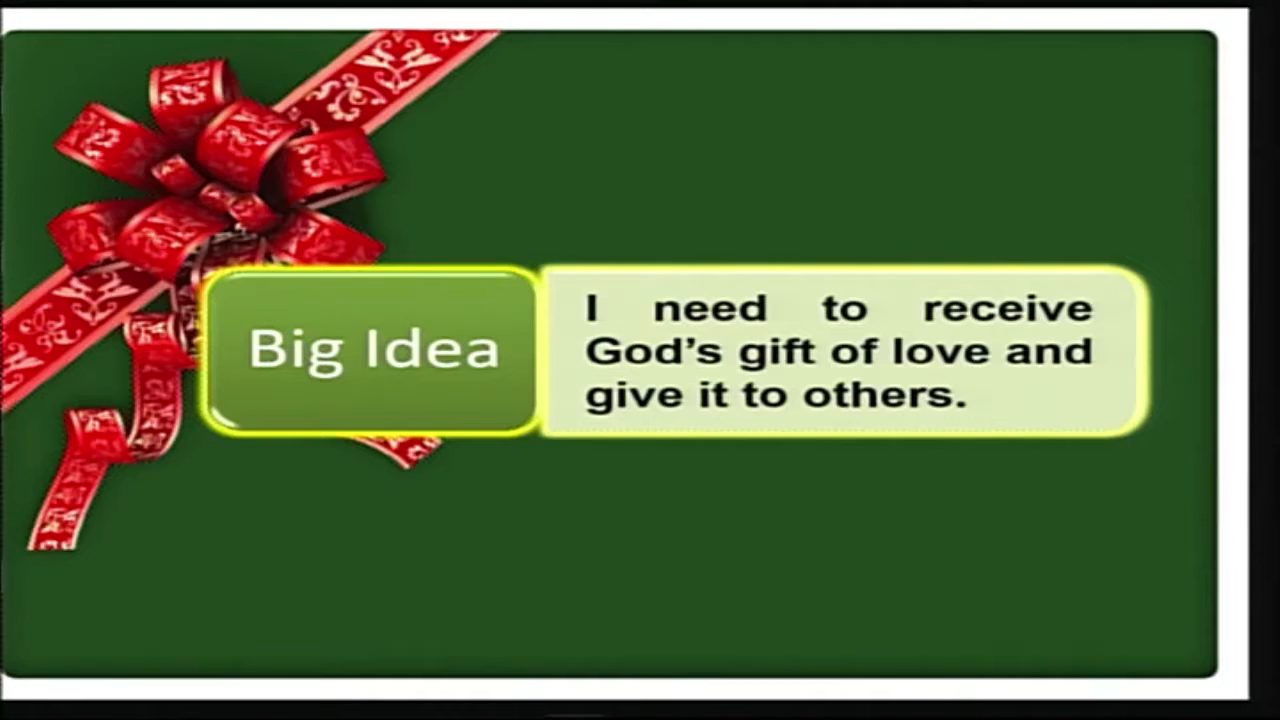 Big Idea
I need to receive
God's gift of love and
give it to others.